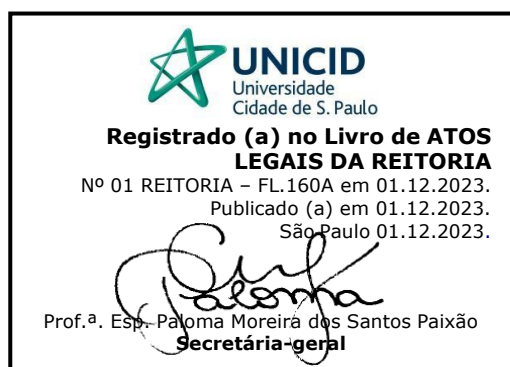 UNICID
Universidade
Cidade de S. Paulo
Registrado (a) no Livro de ATOS
LEGAIS DA REITORIA
Nº 01 REITORIA – FL.160A em 01.12.2023.
Publicado (a) em 01.12.2023.
São Paulo 01.12.2023.
Paloma
Prof.ª. Esp. Paloma Moreira dos Santos Paixão
Secretária-geral